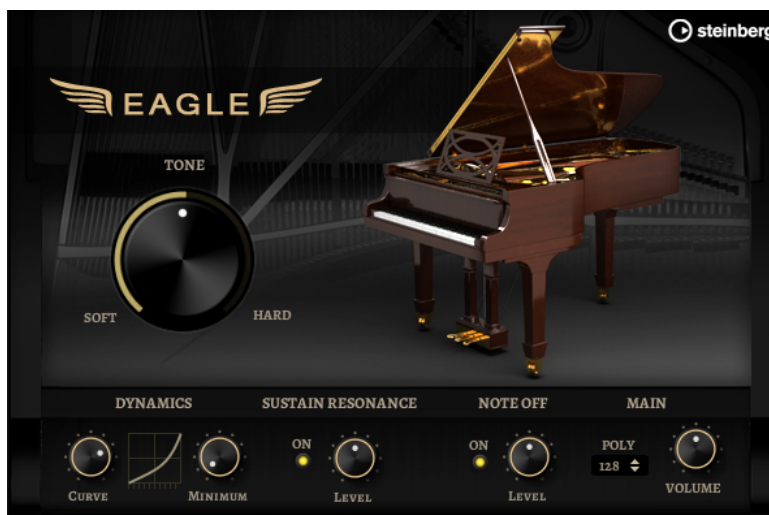 steinberg
EAGLE
TONE
SOFT
HARD
DYNAMICS
SUSTAIN RESONANCE
NOTE OFF
MAIN
ON
ON
POLY
128
CURVE
MINIMUM
LEVEL
LEVEL
VOLUME